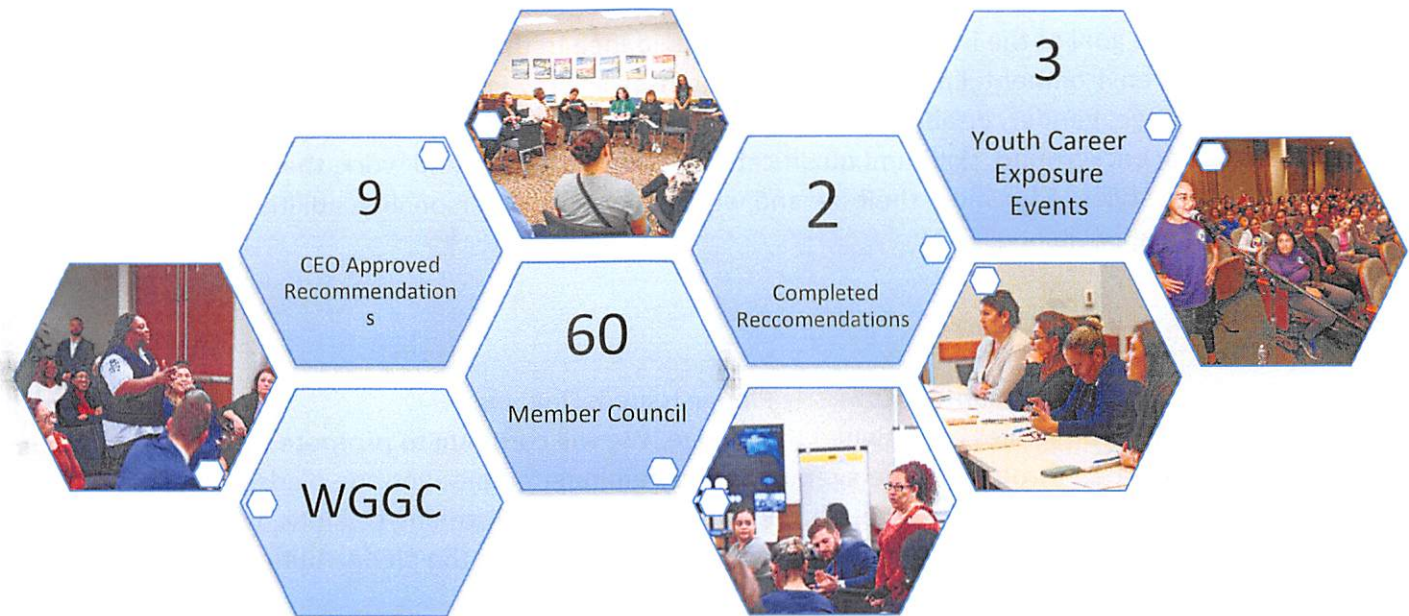 9
CEO Approved
Recommendation
s
WGGC
60
Member Council
2
Completed
Reccomendations
3
Youth Career
Exposure
Events